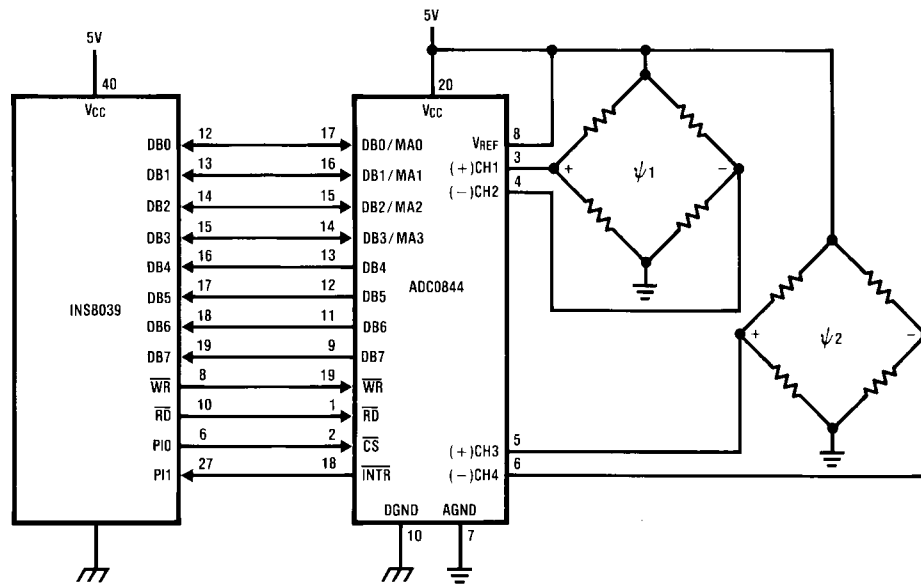 5V
5V
40
VCC
20
VCC
DB0 12 17 DB0/MA0
VREF 8
DB1 13 16 DB1/MA1
(+)CH1 3
+ ψ1 −
DB2 14 15 DB2/MA2
(−)CH2 4
DB3 15 14 DB3/MA3
DB4 16 13 DB4
INS8039
ADC0844
DB5 17 12 DB5
DB6 18 11 DB6
+ ψ2 −
DB7 19 9 DB7
WR 8 19 WR
RD 10 1 RD
PI0 6 2 CS
(+)CH3 5
PI1 27 18 INTR
(−)CH4 6
DGND AGND
10 7